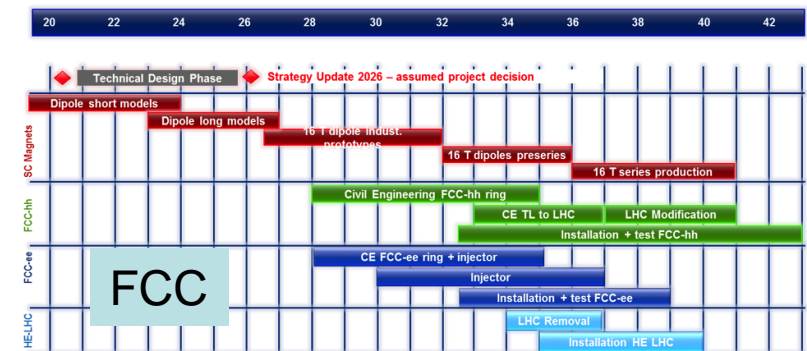 20 22 24 26 28 30 32 34 36 38 40 42
Technical Design Phase Strategy Update 2026 – assumed project decision
SC Magnets
Dipole short models
Dipole long models
16 T dipole indust.
prototypes
16 T dipoles preseries
16 T series production
FCC-hh
Civil Engineering FCC-hh ring
CE TL to LHC LHC Modification
Installation + test FCC-hh
FCC-ee
CE FCC-ee ring + injector
Injector
Installation + test FCC-ee
FCC
HE-LHC
LHC Removal
Installation HE LHC